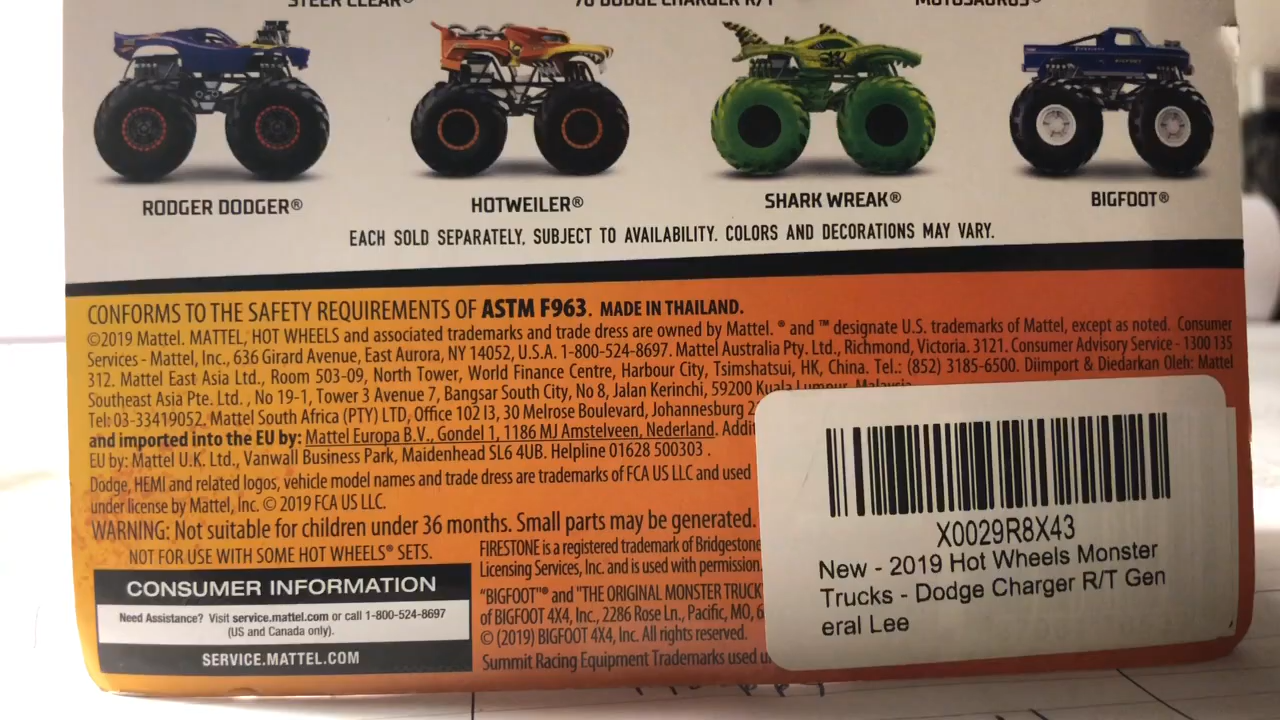 STEER CLEAR®
70 DODGE CHARGER R/T
MOTOSAURUS®
RODGER DODGER®
HOTWEILER®
SHARK WREAK®
BIGFOOT®
EACH SOLD SEPARATELY, SUBJECT TO AVAILABILITY. COLORS AND DECORATIONS MAY VARY.
CONFORMS TO THE SAFETY REQUIREMENTS OF ASTM F963. MADE IN THAILAND.
©2019 Mattel. MATTEL, HOT WHEELS and associated trademarks and trade dress are owned by Mattel. ® and ™ designate U.S. trademarks of Mattel, except as noted. Consumer
Services - Mattel, Inc., 636 Girard Avenue, East Aurora, NY 14052, U.S.A. 1-800-524-8697. Mattel Australia Pty. Ltd., Richmond, Victoria. 3121. Consumer Advisory Service - 1300 135
312. Mattel East Asia Ltd., Room 503-09, North Tower, World Finance Centre, Harbour City, Tsimshatsui, HK, China. Tel.: (852) 3185-6500. Diimport & Diedarkan Oleh: Mattel
Southeast Asia Pte. Ltd., No 19-1, Tower 3 Avenue 7, Bangsar South City, No 8, Jalan Kerinchi, 59200 Kuala Lumpur, Malaysia.
Tel: 03-33419052. Mattel South Africa (PTY) LTD, Office 102 I3, 30 Melrose Boulevard, Johannesburg 2
and imported into the EU by: Mattel Europa B.V., Gondel 1, 1186 MJ Amstelveen, Nederland. Addit
EU by: Mattel U.K. Ltd., Vanwall Business Park, Maidenhead SL6 4UB. Helpline 01628 500303 .
Dodge, HEMI and related logos, vehicle model names and trade dress are trademarks of FCA US LLC and used
under license by Mattel, Inc. © 2019 FCA US LLC.
WARNING: Not suitable for children under 36 months. Small parts may be generated.
NOT FOR USE WITH SOME HOT WHEELS® SETS.
CONSUMER INFORMATION
Need Assistance? Visit service.mattel.com or call 1-800-524-8697
(US and Canada only).
SERVICE.MATTEL.COM
FIRESTONE is a registered trademark of Bridgestone
Licensing Services, Inc. and is used with permission.
"BIGFOOT"® and "THE ORIGINAL MONSTER TRUCK
of BIGFOOT 4X4, Inc., 2286 Rose Ln., Pacific, MO, 6
© (2019) BIGFOOT 4X4, Inc. All rights reserved.
Summit Racing Equipment Trademarks used u
X0029R8X43
New - 2019 Hot Wheels Monster
Trucks - Dodge Charger R/T Gen
eral Lee